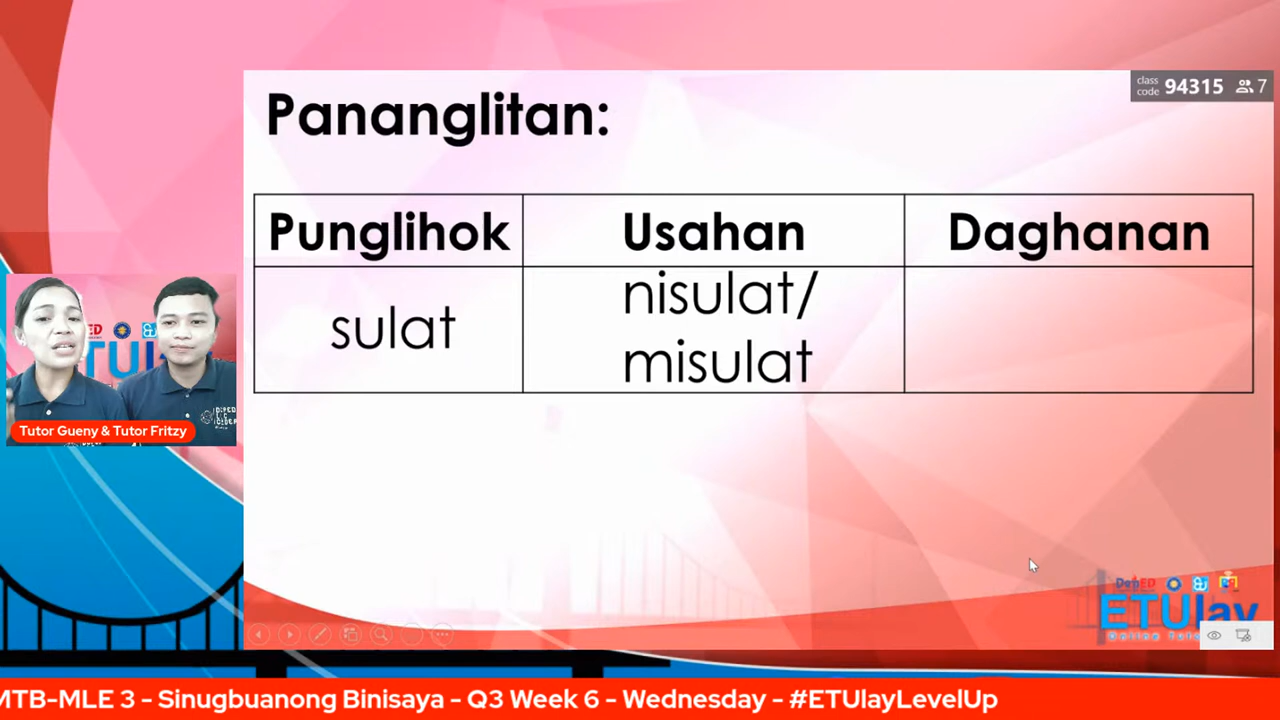 class code 94315 7
Pananglitan:
Punglihok Usahan Daghanan
sulat nisulat/ misulat
Tutor Gueny & Tutor Fritzy
DepED
ETUlay
MTB-MLE 3 - Sinugbuanong Binisaya - Q3 Week 6 - Wednesday - #ETUlayLevelUp